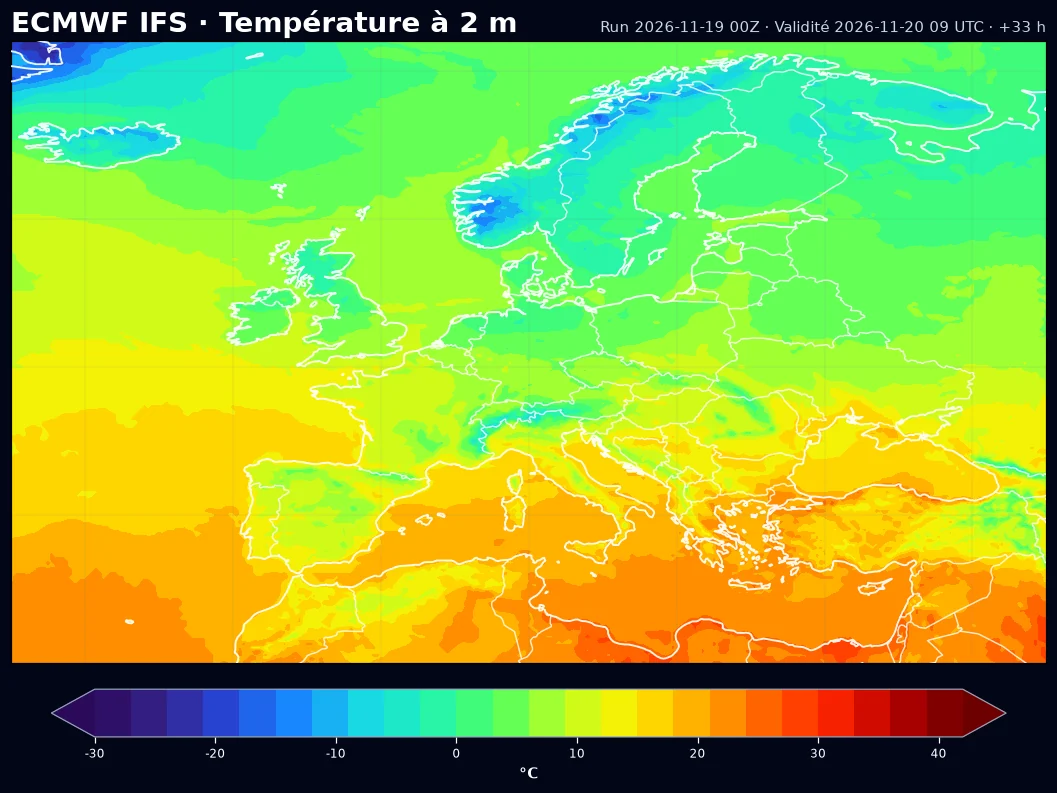 ECMWF IFS · Température à 2 m
Run 2026-11-19 00Z · Validité 2026-11-20 09 UTC · +33 h
-30 -20 -10 0 10 20 30 40
°C